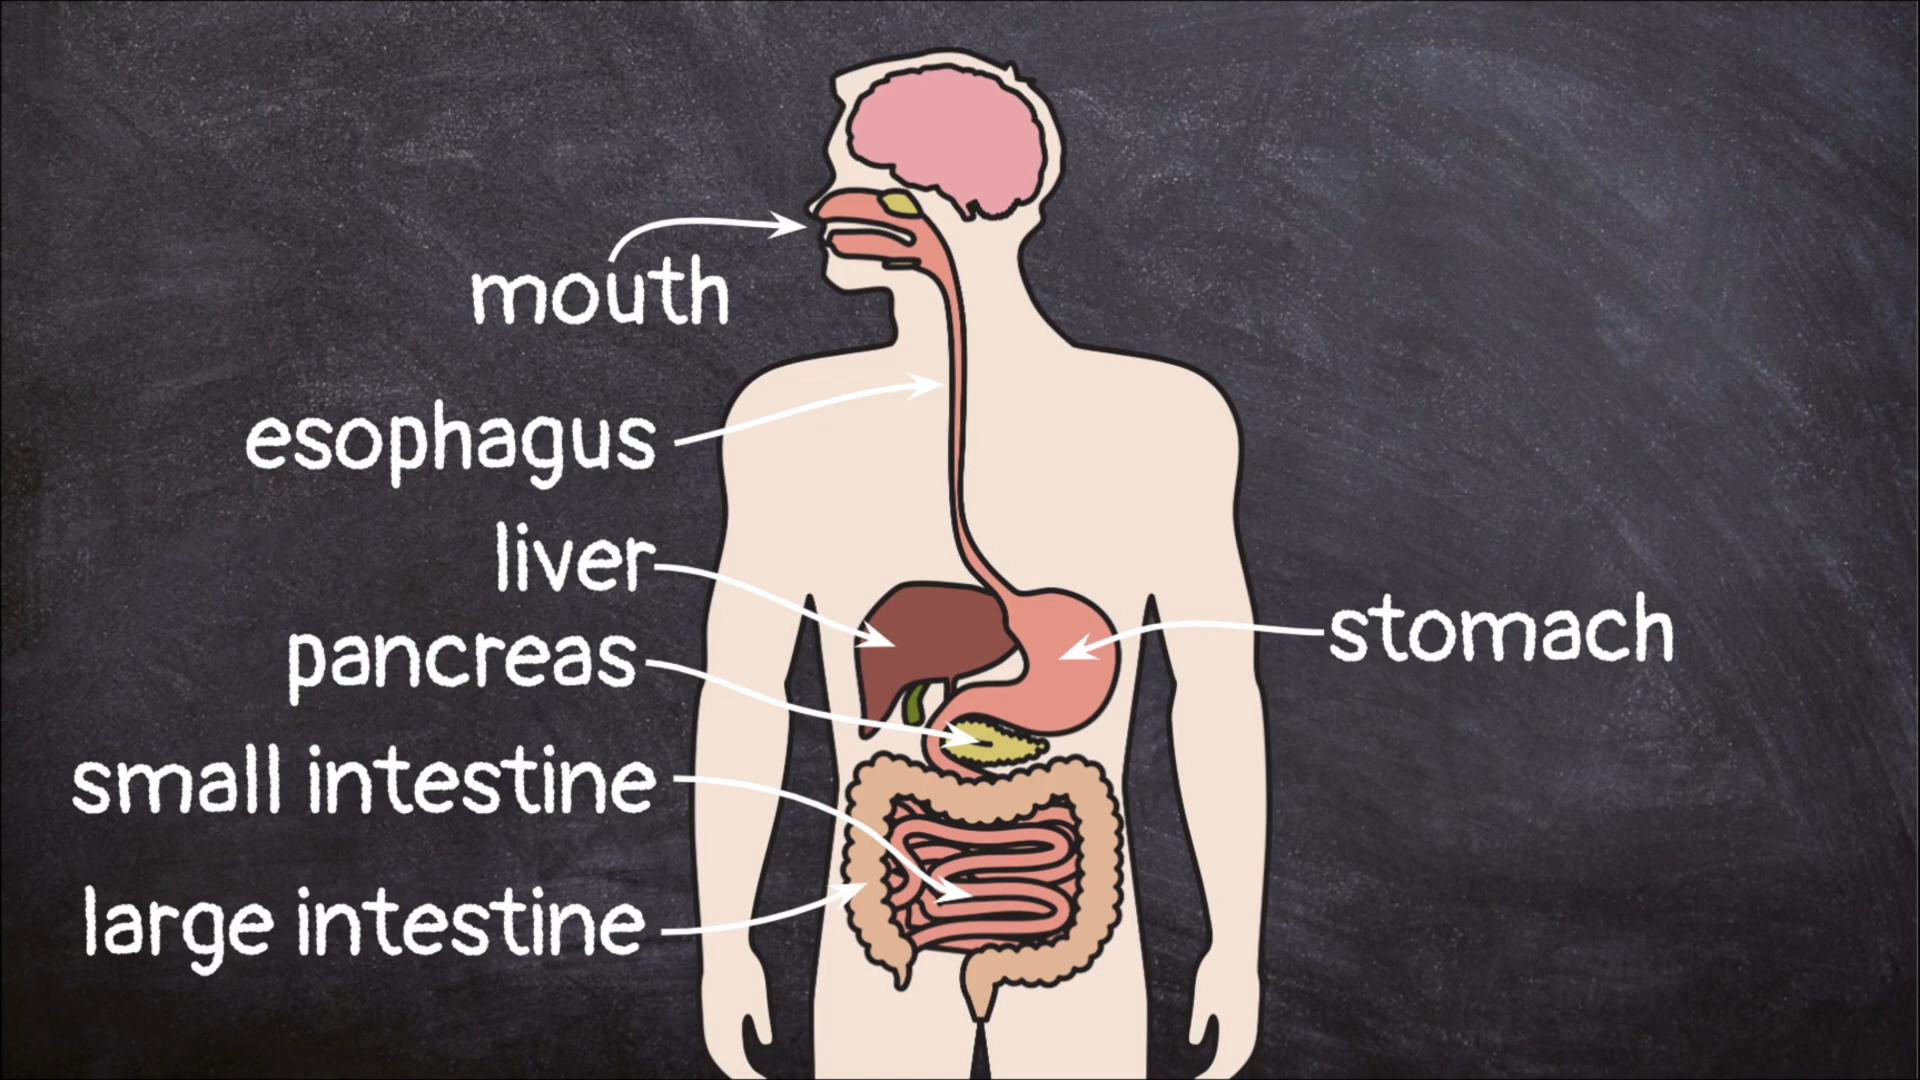 mouth
esophagus
liver
stomach
pancreas
small intestine
large intestine